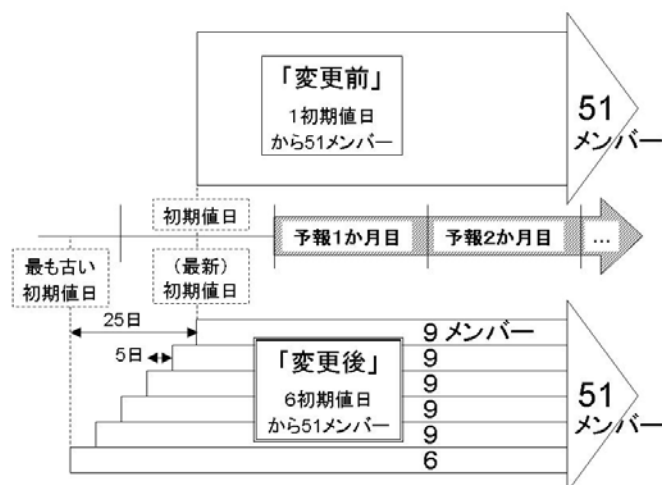 「変更前」
1初期値日
から51メンバー
51
メンバー
初期値日
予報1か月目
予報2か月目
...
最も古い
初期値日
(最新)
初期値日
25日
5日
9 メンバー
9
9
9
9
6
「変更後」
6初期値日
から51メンバー
51
メンバー